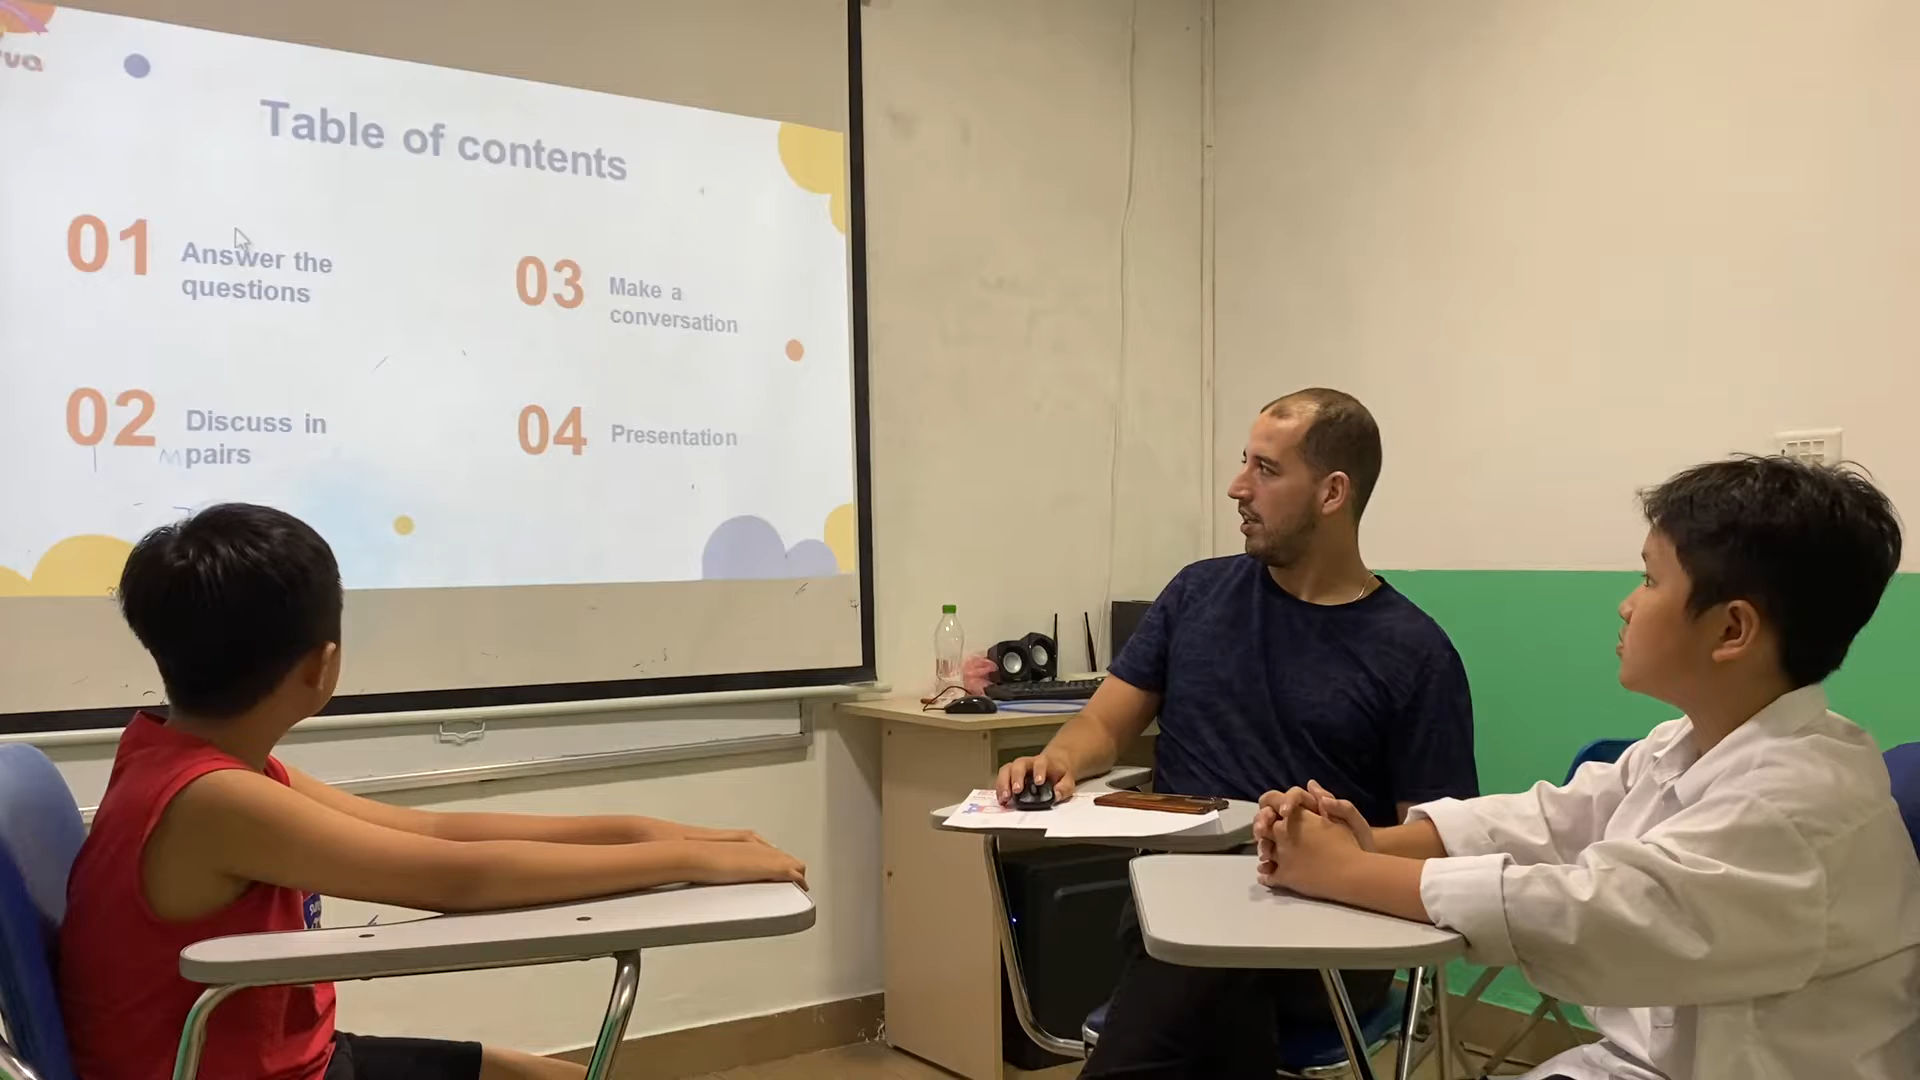 Table of contents
01
Answer the
questions
02
Discuss in
pairs
03
Make a
conversation
04
Presentation